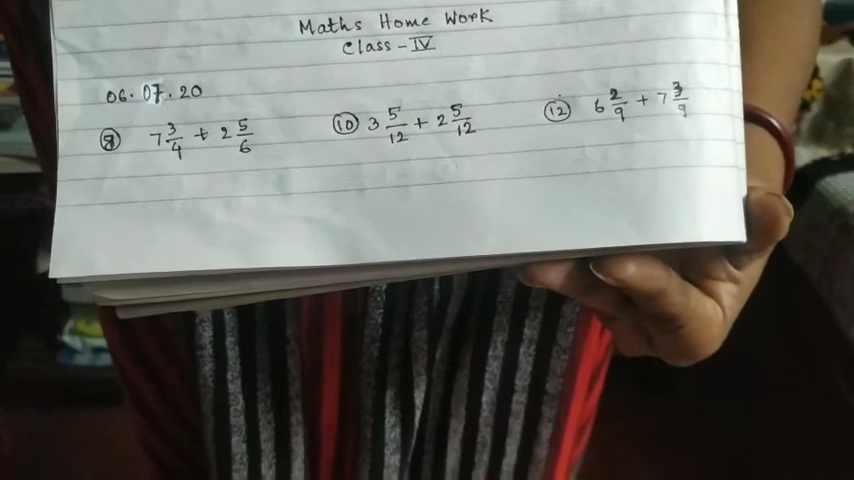 Maths Home Work
Class - IV
06.07.20
⑧ 7 3/4 + 2 5/6 ⑩ 3 5/12 + 2 5/12 ⑫ 6 2/9 + 7 3/9